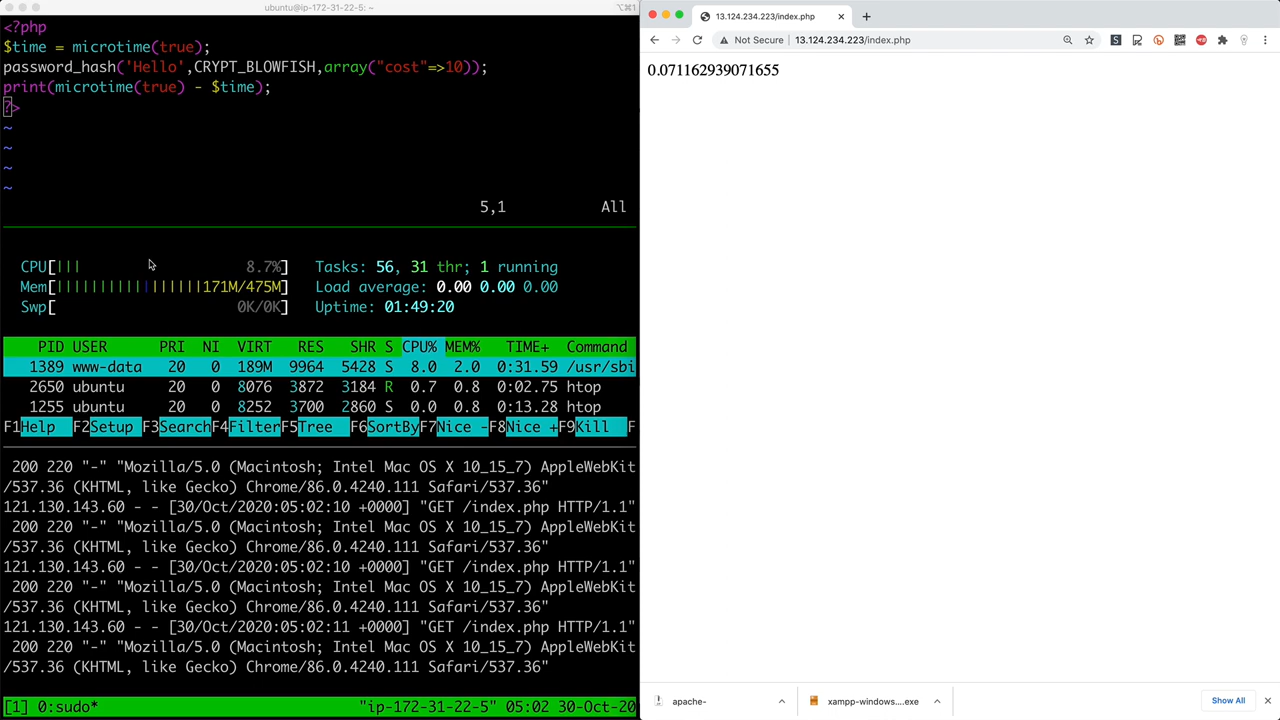 ubuntu@ip-172-31-22-5: ~
⌥⌘1
<?php
$time = microtime(true);
password_hash('Hello',CRYPT_BLOWFISH,array("cost"=>10));
print(microtime(true) - $time);
?>
~
~
~
~
5,1 All
CPU[||| 8.7%] Tasks: 56, 31 thr; 1 running
Mem[||||||||||||||||||171M/475M] Load average: 0.00 0.00 0.00
Swp[ 0K/0K] Uptime: 01:49:20
PID USER PRI NI VIRT RES SHR S CPU% MEM% TIME+ Command
1389 www-data 20 0 189M 9964 5428 S 8.0 2.0 0:31.59 /usr/sbi
2650 ubuntu 20 0 8076 3872 3184 R 0.7 0.8 0:02.75 htop
1255 ubuntu 20 0 8252 3700 2860 S 0.0 0.8 0:13.28 htop
F1Help F2Setup F3SearchF4FilterF5Tree F6SortByF7Nice -F8Nice +F9Kill F
200 220 "-" "Mozilla/5.0 (Macintosh; Intel Mac OS X 10_15_7) AppleWebKit
/537.36 (KHTML, like Gecko) Chrome/86.0.4240.111 Safari/537.36"
121.130.143.60 - - [30/Oct/2020:05:02:10 +0000] "GET /index.php HTTP/1.1"
200 220 "-" "Mozilla/5.0 (Macintosh; Intel Mac OS X 10_15_7) AppleWebKit
/537.36 (KHTML, like Gecko) Chrome/86.0.4240.111 Safari/537.36"
121.130.143.60 - - [30/Oct/2020:05:02:10 +0000] "GET /index.php HTTP/1.1"
200 220 "-" "Mozilla/5.0 (Macintosh; Intel Mac OS X 10_15_7) AppleWebKit
/537.36 (KHTML, like Gecko) Chrome/86.0.4240.111 Safari/537.36"
121.130.143.60 - - [30/Oct/2020:05:02:11 +0000] "GET /index.php HTTP/1.1"
200 220 "-" "Mozilla/5.0 (Macintosh; Intel Mac OS X 10_15_7) AppleWebKit
/537.36 (KHTML, like Gecko) Chrome/86.0.4240.111 Safari/537.36"
[1] 0:sudo* "ip-172-31-22-5" 05:02 30-Oct-20
13.124.234.223/index.php
Not Secure | 13.124.234.223/index.php
0.071162939071655
apache-
xampp-windows....exe
Show All